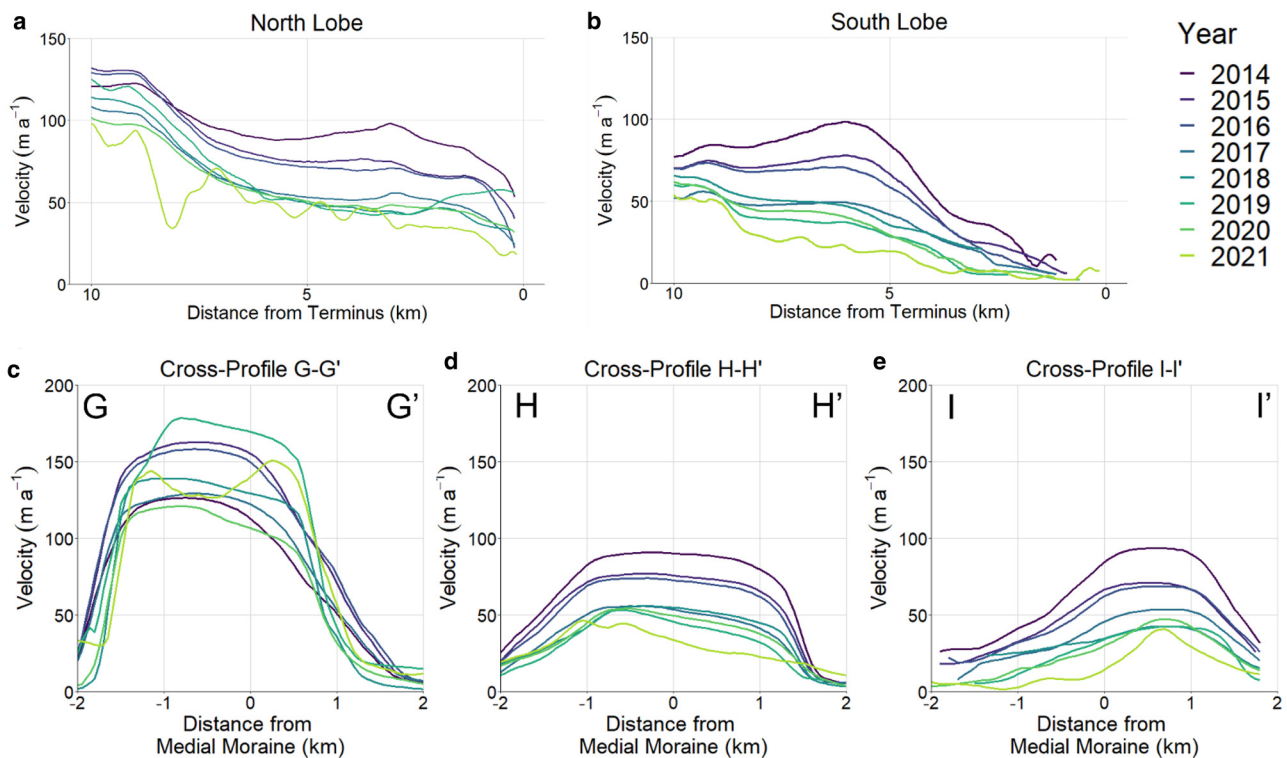 a
North Lobe
150
100
50
0
Velocity (m a⁻¹)
10
5
0
Distance from Terminus (km)
b
South Lobe
150
100
50
0
Velocity (m a⁻¹)
10
5
0
Distance from Terminus (km)
Year
2014
2015
2016
2017
2018
2019
2020
2021
c
Cross-Profile G-G'
G
G'
200
150
100
50
0
Velocity (m a⁻¹)
-2
-1
0
1
2
Distance from
Medial Moraine (km)
d
Cross-Profile H-H'
H
H'
200
150
100
50
0
Velocity (m a⁻¹)
-2
-1
0
1
2
Distance from
Medial Moraine (km)
e
Cross-Profile I-I'
I
I'
200
150
100
50
0
Velocity (m a⁻¹)
-2
-1
0
1
2
Distance from
Medial Moraine (km)